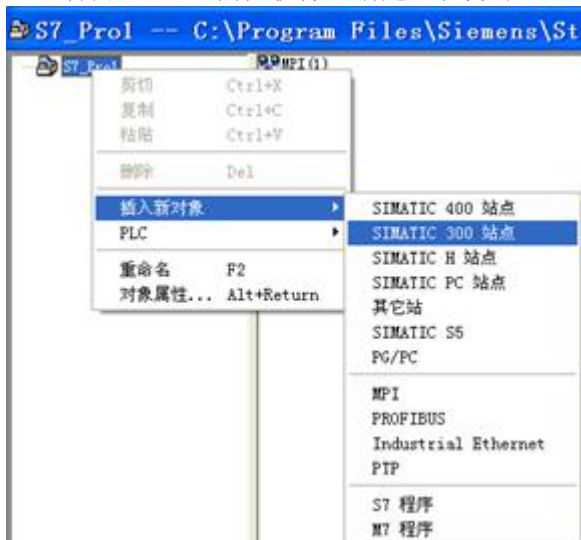 S7_Pro1 -- C:\Program Files\Siemens\St
S7_Pro1
MPI(1)
剪切 Ctrl+X
复制 Ctrl+C
粘贴 Ctrl+V
删除 Del
插入新对象
PLC
重命名 F2
对象属性... Alt+Return
SIMATIC 400 站点
SIMATIC 300 站点
SIMATIC H 站点
SIMATIC PC 站点
其它站
SIMATIC S5
PG/PC
MPI
PROFIBUS
Industrial Ethernet
PTP
S7 程序
M7 程序